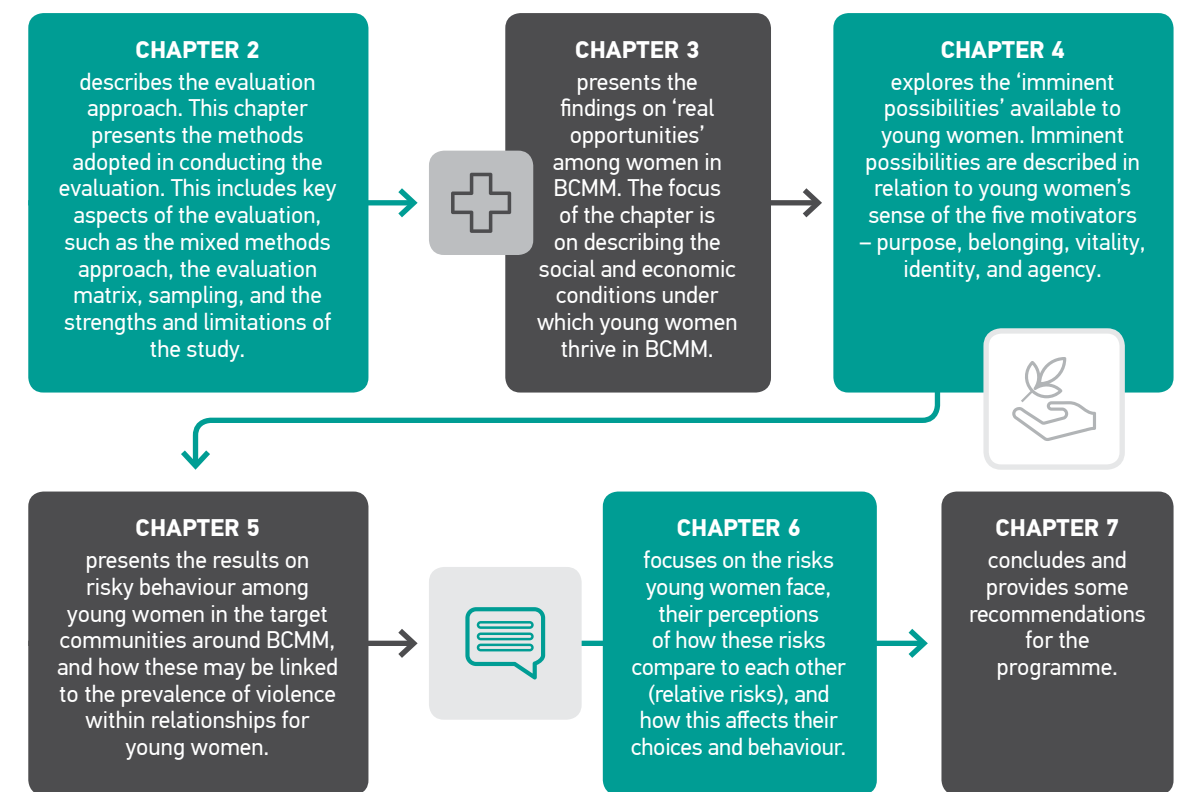 CHAPTER 2
describes the evaluation
approach. This chapter
presents the methods
adopted in conducting the
evaluation. This includes key
aspects of the evaluation,
such as the mixed methods
approach, the evaluation
matrix, sampling, and the
strengths and limitations of
the study.
CHAPTER 3
presents the
findings on ‘real
opportunities’
among women in
BCMM. The focus
of the chapter is
on describing the
social and economic
conditions under
which young women
thrive in BCMM.
CHAPTER 4
explores the ‘imminent
possibilities’ available to
young women. Imminent
possibilities are described in
relation to young women’s
sense of the five motivators
– purpose, belonging, vitality,
identity, and agency.
CHAPTER 5
presents the results on
risky behaviour among
young women in the target
communities around BCMM,
and how these may be linked
to the prevalence of violence
within relationships for
young women.
CHAPTER 6
focuses on the risks
young women face,
their perceptions
of how these risks
compare to each other
(relative risks), and
how this affects their
choices and behaviour.
CHAPTER 7
concludes and
provides some
recommendations
for the
programme.